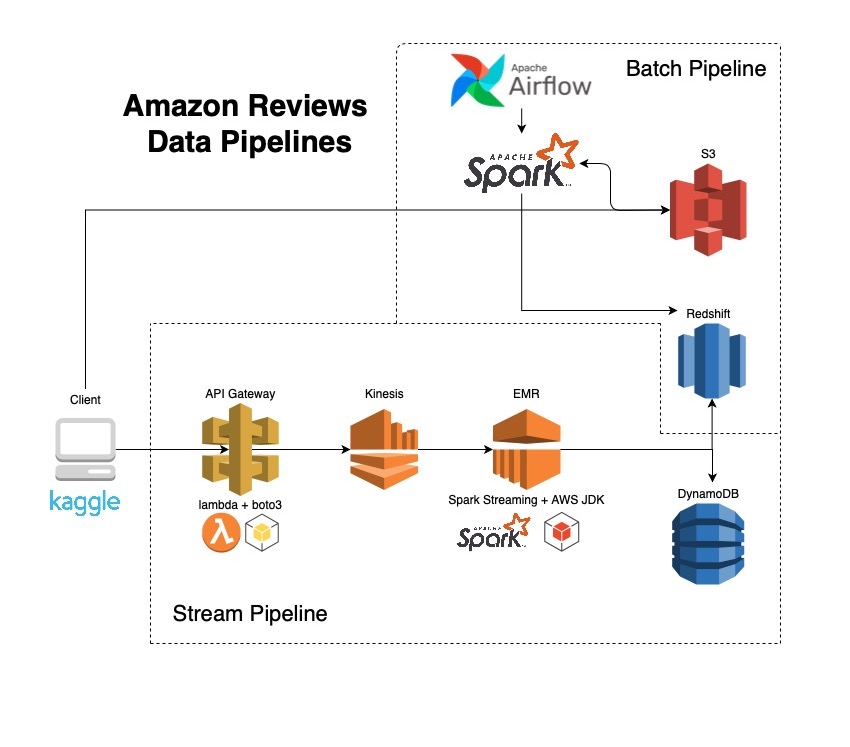 Apache
Airflow
Batch Pipeline
Amazon Reviews
Data Pipelines
APACHE
Spark
S3
Redshift
Client
API Gateway
Kinesis
EMR
kaggle
lambda + boto3
λ
Spark Streaming + AWS JDK
APACHE
Spark
DynamoDB
Stream Pipeline